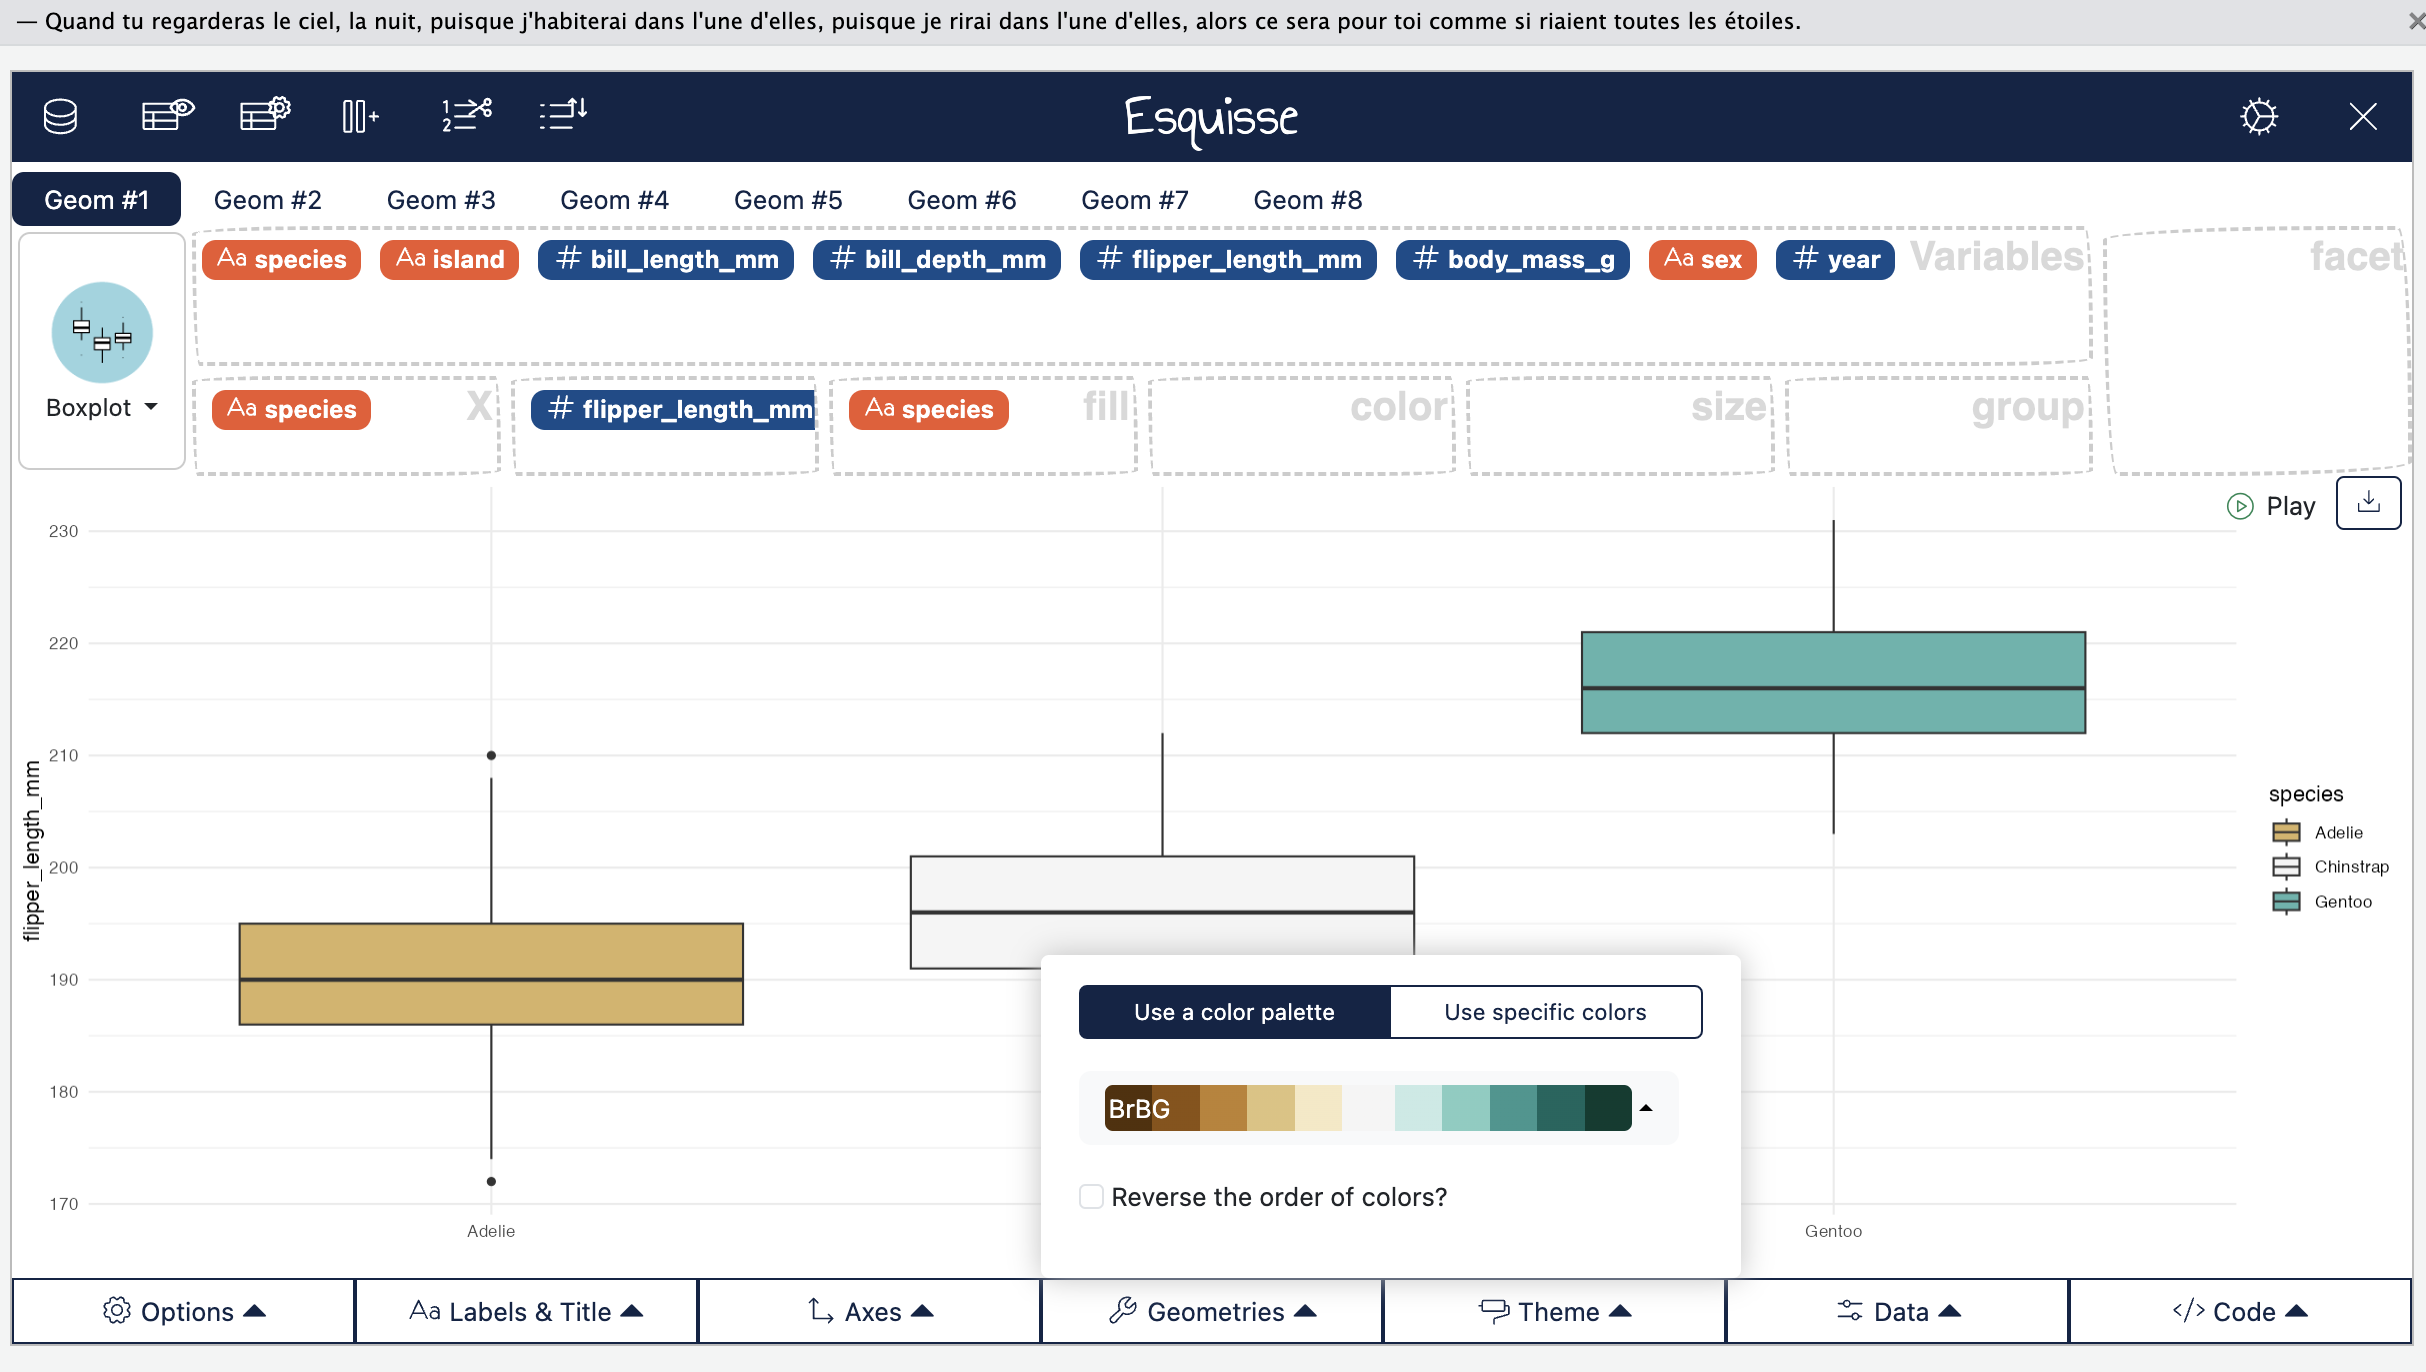 — Quand tu regarderas le ciel, la nuit, puisque j'habiterai dans l'une d'elles, puisque je rirai dans l'une d'elles, alors ce sera pour toi comme si riaient toutes les étoiles.
Esquisse
Geom #1 Geom #2 Geom #3 Geom #4 Geom #5 Geom #6 Geom #7 Geom #8
Aa species Aa island # bill_length_mm # bill_depth_mm # flipper_length_mm # body_mass_g Aa sex # year Variables facet
Boxplot
Aa species X # flipper_length_mm Aa species fill color size group
Play
230
220
210
200
190
180
170
flipper_length_mm
Adelie Gentoo
species
Adelie
Chinstrap
Gentoo
Use a color palette Use specific colors
BrBG
Reverse the order of colors?
Options Aa Labels & Title Axes Geometries Theme Data </> Code